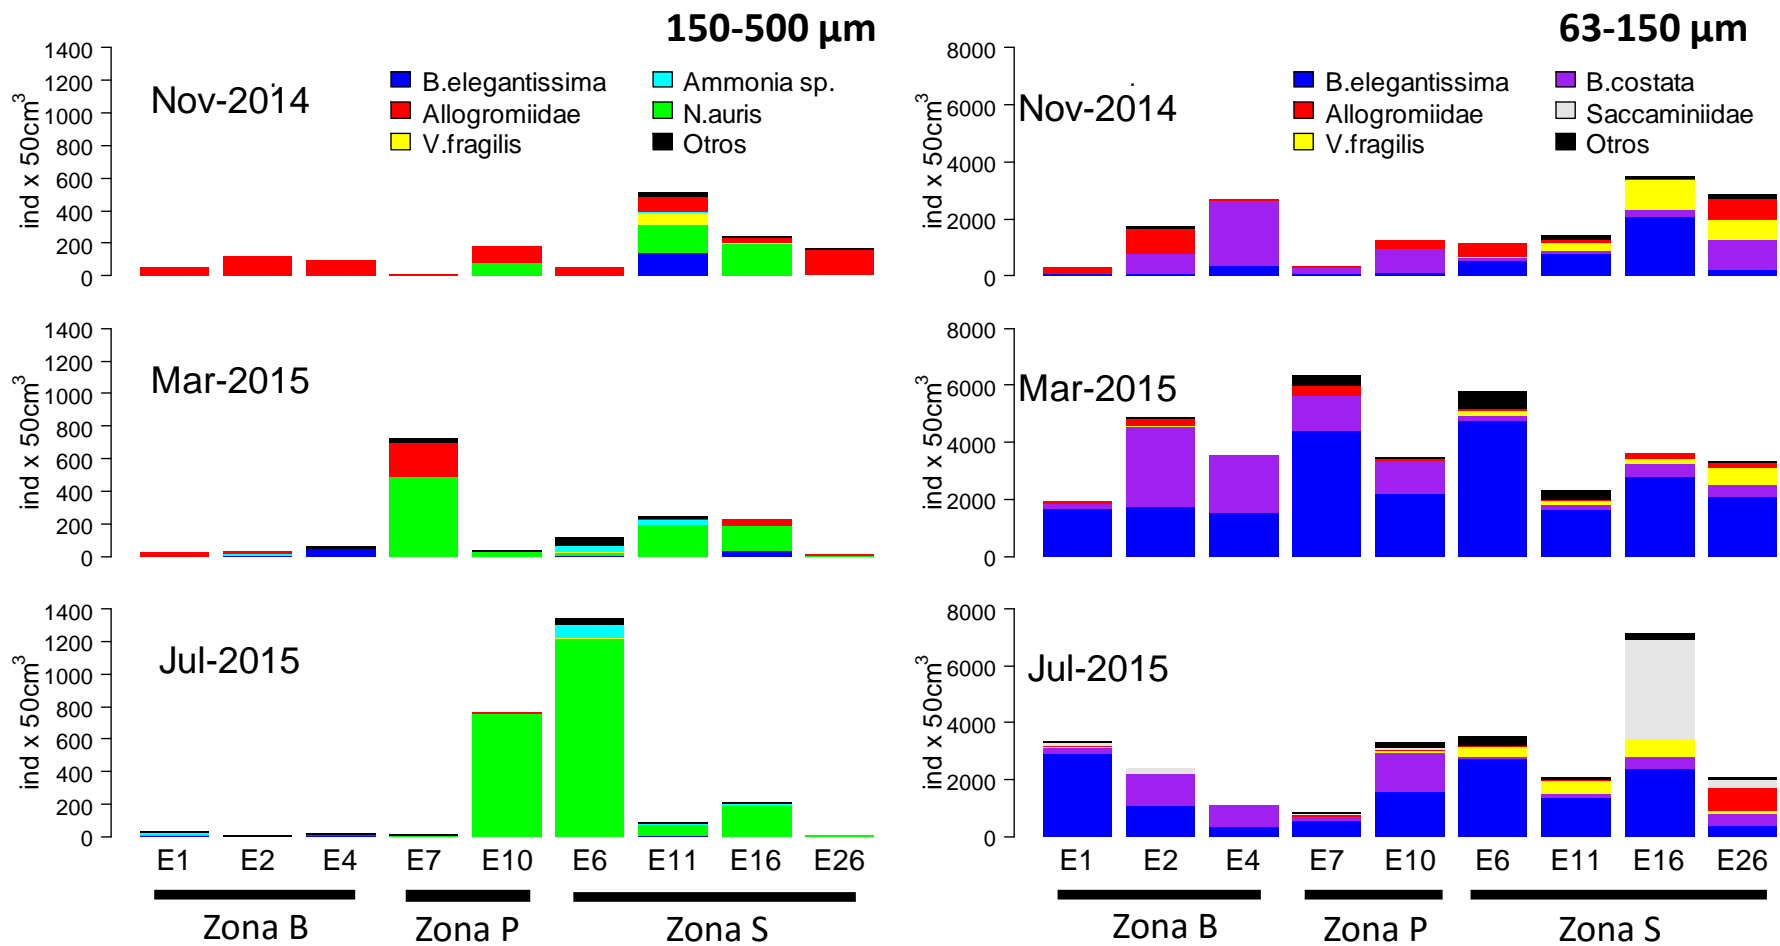 150-500 µm
63-150 µm
1400
1200
1000
800
600
400
200
0
ind x 50cm³
Nov-2014
B.elegantissima
Allogromiidae
V.fragilis
Ammonia sp.
N.auris
Otros
8000
6000
4000
2000
0
ind x 50cm³
Nov-2014
B.elegantissima
Allogromiidae
V.fragilis
B.costata
Saccaminiidae
Otros
1400
1200
1000
800
600
400
200
0
ind x 50cm³
Mar-2015
8000
6000
4000
2000
0
ind x 50cm³
Mar-2015
1400
1200
1000
800
600
400
200
0
ind x 50cm³
Jul-2015
8000
6000
4000
2000
0
ind x 50cm³
Jul-2015
E1 E2 E4 E7 E10 E6 E11 E16 E26
Zona B Zona P Zona S
E1 E2 E4 E7 E10 E6 E11 E16 E26
Zona B Zona P Zona S